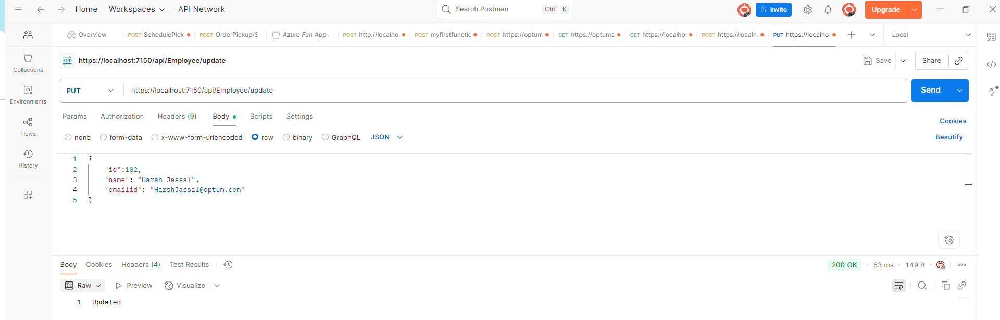 Home Workspaces API Network Search Postman Ctrl K Invite Upgrade
Overview POST SchedulePick POST OrderPickup/S Azure Fun App POST http://localho. POST myfirstfunctic POST https://optum GET https://optuma GET https://localho: POST https://localh PUT https://localho. Local
HTTP https://localhost:7150/api/Employee/update Save Share
Collections
PUT https://localhost:7150/api/Employee/update Send
Environments
Params Authorization Headers (9) Body Scripts Settings Cookies
Flows
none form-data x-www-form-urlencoded raw binary GraphQL JSON Beautify
History
1 {
2 "id":102,
3 "name": "Harsh Jassal",
4 "emailid": "HarshJassal@optum.com"
5 }
Body Cookies Headers (4) Test Results 200 OK 53 ms 149 B
Raw Preview Visualize
1 Updated